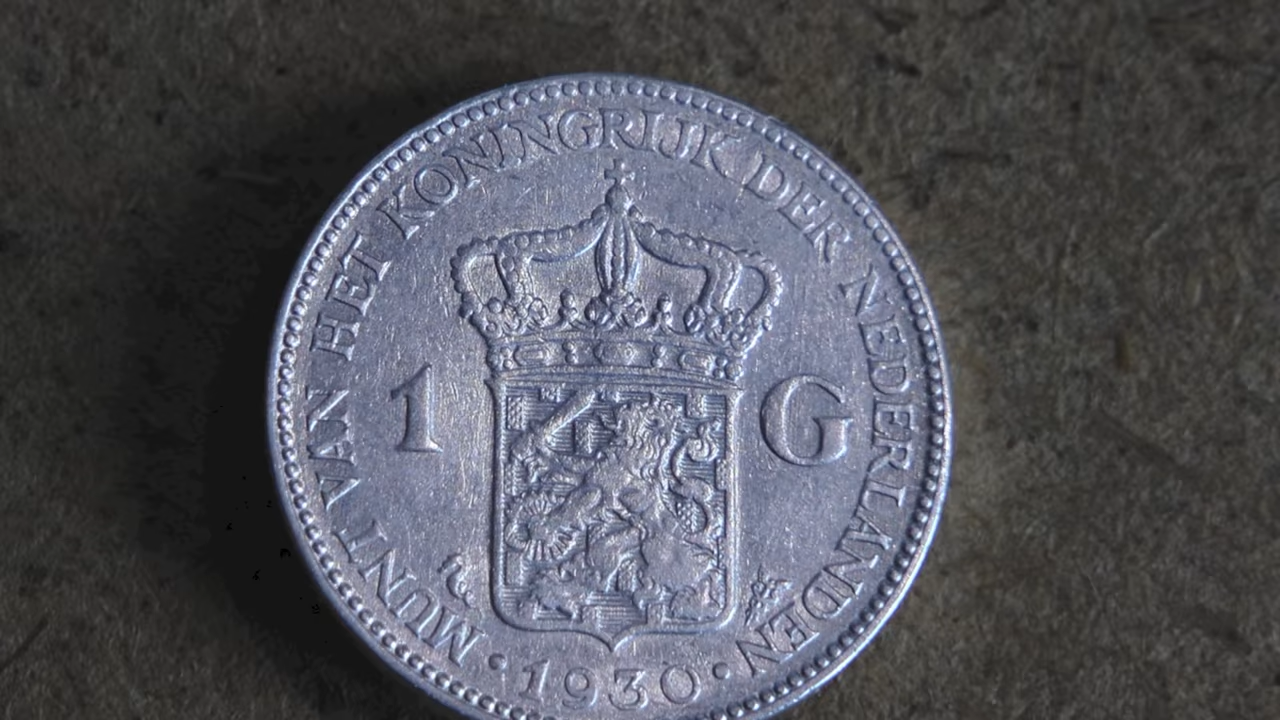 MUNT VAN HET KONINGRIJK DER NEDERLANDEN
1 G
· 1930 ·